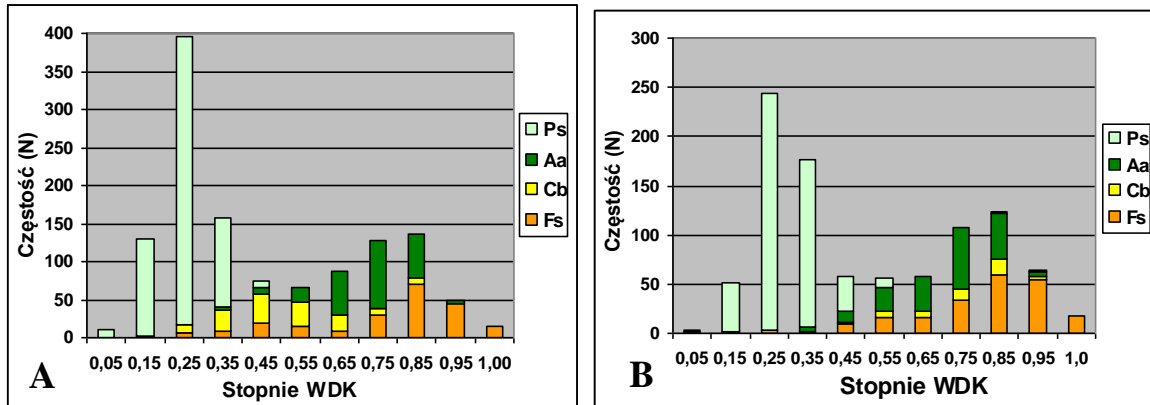 400
350
300
250
200
150
100
50
0
Częstość (N)
0,05 0,15 0,25 0,35 0,45 0,55 0,65 0,75 0,85 0,95 1,00
Stopnie WDK
A
Ps
Aa
Cb
Fs
300
250
200
150
100
50
0
Częstość (N)
0,05 0,15 0,25 0,35 0,45 0,55 0,65 0,75 0,85 0,95 1,0
Stopnie WDK
B
Ps
Aa
Cb
Fs